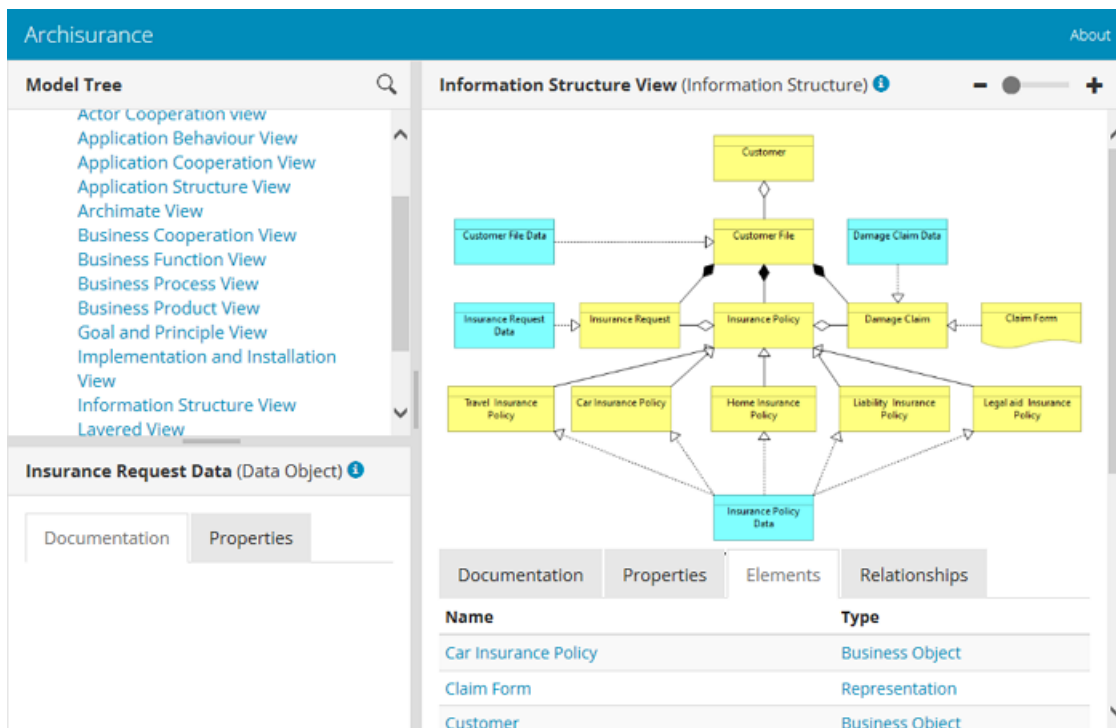 Archisurance
About
Model Tree
Actor Cooperation view
Application Behaviour View
Application Cooperation View
Application Structure View
Archimate View
Business Cooperation View
Business Function View
Business Process View
Business Product View
Goal and Principle View
Implementation and Installation
View
Information Structure View
Layered View
Insurance Request Data (Data Object)
Documentation
Properties
Information Structure View (Information Structure)
Customer
Customer File Data
Customer File
Damage Claim Data
Insurance Request
Data
Insurance Request
Insurance Policy
Damage Claim
Claim Form
Travel Insurance
Policy
Car Insurance Policy
Home Insurance
Policy
Liability Insurance
Policy
Legal aid Insurance
Policy
Insurance Policy
Data
Documentation
Properties
Elements
Relationships
Name Type
Car Insurance Policy Business Object
Claim Form Representation
Customer Business Object